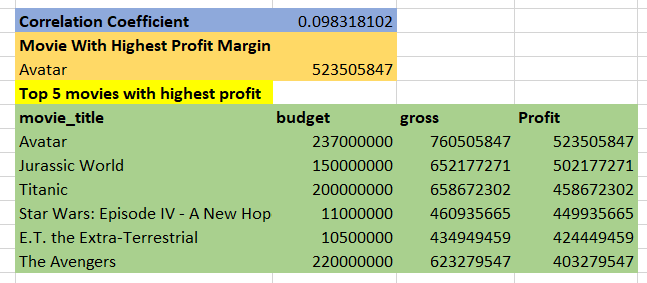 Correlation Coefficient 0.098318102
Movie With Highest Profit Margin
Avatar 523505847
Top 5 movies with highest profit
movie_title budget gross Profit
Avatar 237000000 760505847 523505847
Jurassic World 150000000 652177271 502177271
Titanic 200000000 658672302 458672302
Star Wars: Episode IV - A New Hop 11000000 460935665 449935665
E.T. the Extra-Terrestrial 10500000 434949459 424449459
The Avengers 220000000 623279547 403279547